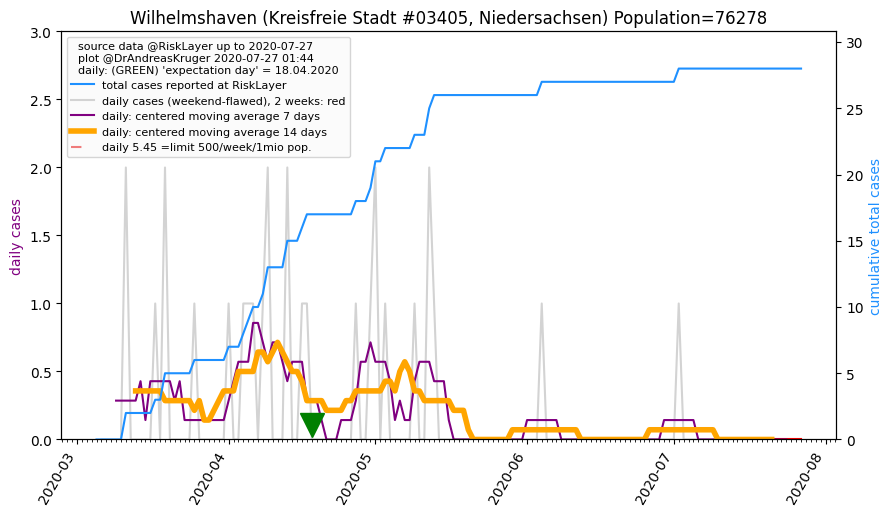 Wilhelmshaven (Kreisfreie Stadt #03405, Niedersachsen) Population=76278
source data @RiskLayer up to 2020-07-27
plot @DrAndreasKruger 2020-07-27 01:44
daily: (GREEN) 'expectation day' = 18.04.2020
total cases reported at RiskLayer
daily cases (weekend-flawed), 2 weeks: red
daily: centered moving average 7 days
daily: centered moving average 14 days
daily 5.45 =limit 500/week/1mio pop.
daily cases
3.0
2.5
2.0
1.5
1.0
0.5
0.0
cumulative total cases
30
25
20
15
10
5
0
2020-03
2020-04
2020-05
2020-06
2020-07
2020-08